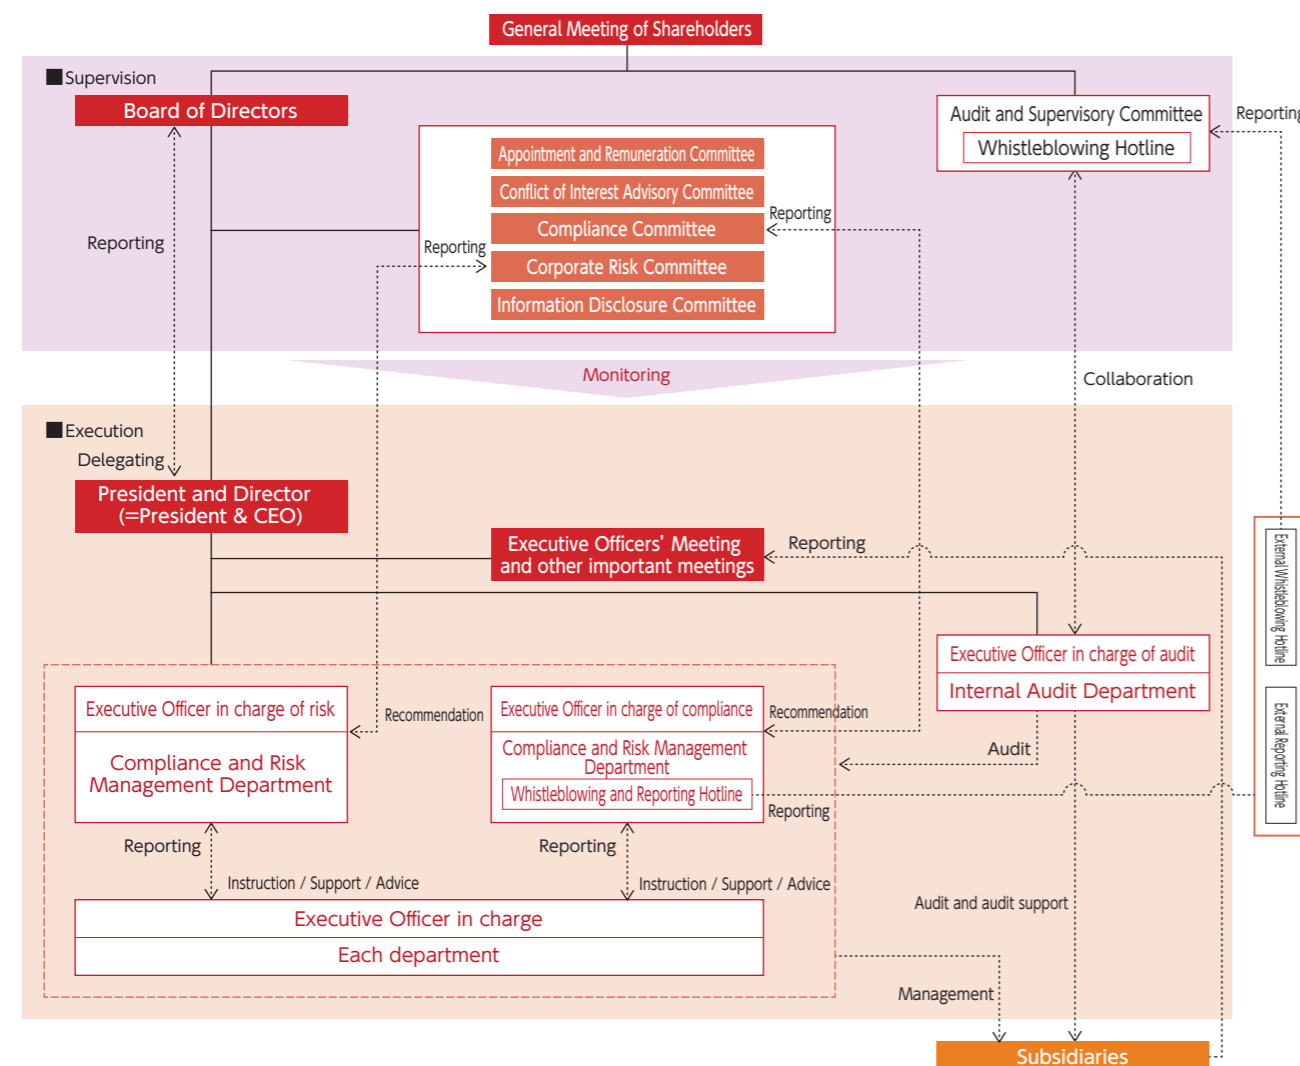 General Meeting of Shareholders
■Supervision
Board of Directors
Audit and Supervisory Committee
Whistleblowing Hotline
Reporting
Appointment and Remuneration Committee
Conflict of Interest Advisory Committee
Compliance Committee
Corporate Risk Committee
Information Disclosure Committee
Reporting
Reporting
Reporting
Monitoring
Collaboration
■Execution
Delegating
President and Director
(=President & CEO)
Executive Officers' Meeting
and other important meetings
Reporting
External Whistleblowing Hotline
External Reporting Hotline
Executive Officer in charge of audit
Internal Audit Department
Executive Officer in charge of risk
Compliance and Risk
Management Department
Recommendation
Executive Officer in charge of compliance
Compliance and Risk Management
Department
Whistleblowing and Reporting Hotline
Recommendation
Audit
Reporting
Reporting
Instruction / Support / Advice
Reporting
Instruction / Support / Advice
Executive Officer in charge
Each department
Audit and audit support
Management
Subsidiaries